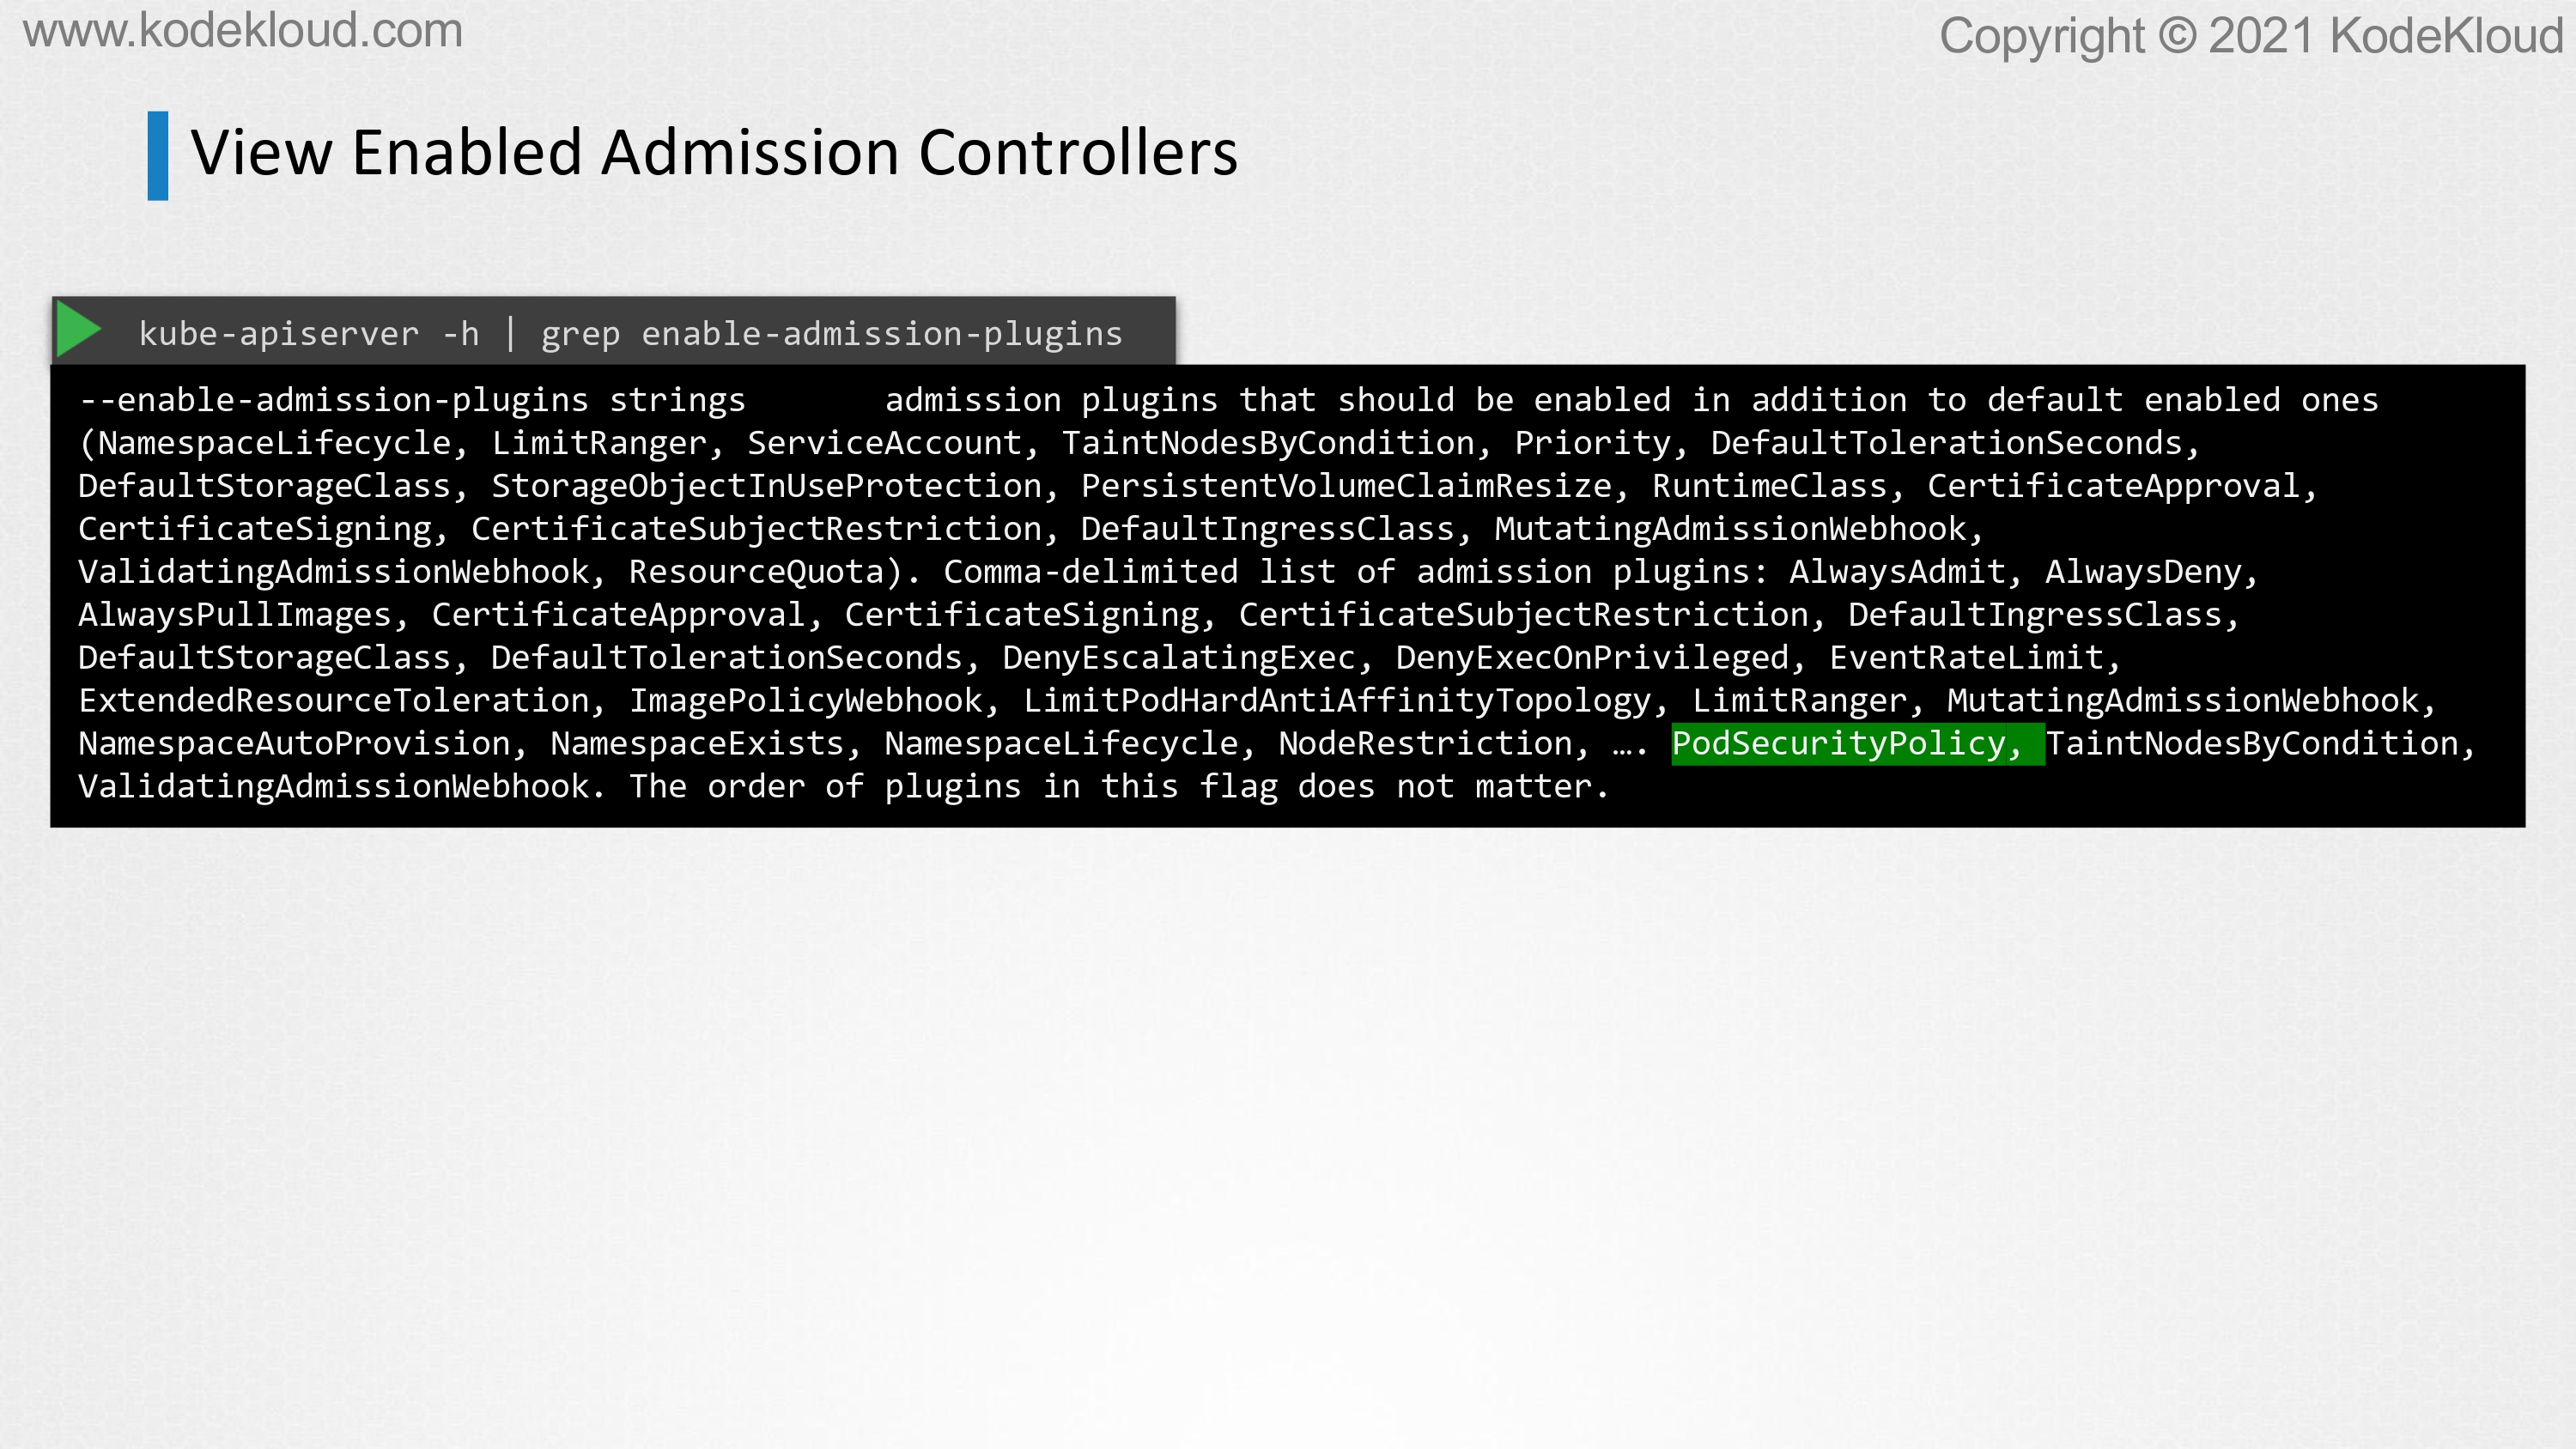 www.kodekloud.com
Copyright © 2021 KodeKloud
View Enabled Admission Controllers
kube-apiserver -h | grep enable-admission-plugins
--enable-admission-plugins strings admission plugins that should be enabled in addition to default enabled ones
(NamespaceLifecycle, LimitRanger, ServiceAccount, TaintNodesByCondition, Priority, DefaultTolerationSeconds,
DefaultStorageClass, StorageObjectInUseProtection, PersistentVolumeClaimResize, RuntimeClass, CertificateApproval,
CertificateSigning, CertificateSubjectRestriction, DefaultIngressClass, MutatingAdmissionWebhook,
ValidatingAdmissionWebhook, ResourceQuota). Comma-delimited list of admission plugins: AlwaysAdmit, AlwaysDeny,
AlwaysPullImages, CertificateApproval, CertificateSigning, CertificateSubjectRestriction, DefaultIngressClass,
DefaultStorageClass, DefaultTolerationSeconds, DenyEscalatingExec, DenyExecOnPrivileged, EventRateLimit,
ExtendedResourceToleration, ImagePolicyWebhook, LimitPodHardAntiAffinityTopology, LimitRanger, MutatingAdmissionWebhook,
NamespaceAutoProvision, NamespaceExists, NamespaceLifecycle, NodeRestriction, …. PodSecurityPolicy, TaintNodesByCondition,
ValidatingAdmissionWebhook. The order of plugins in this flag does not matter.